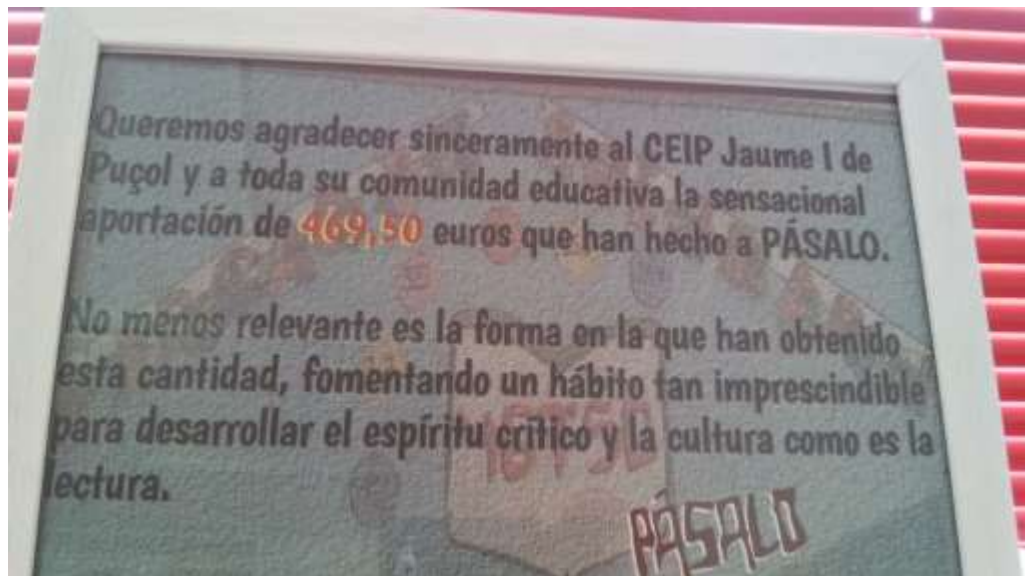 Queremos agradecer sinceramente al CEIP Jaume I de
Puçol y a toda su comunidad educativa la sensacional
aportación de 469,50 euros que han hecho a PÁSALO.
No menos relevante es la forma en la que han obtenido
esta cantidad, fomentando un hábito tan imprescindible
para desarrollar el espíritu crítico y la cultura como es la
lectura.
PÁSALO